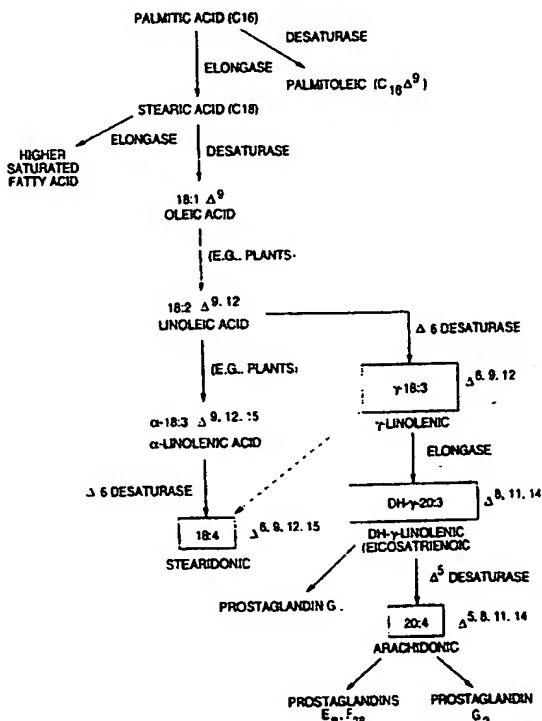 PALMITIC ACID (C16)
DESATURASE
ELONGASE
PALMITOLEIC (C16Δ9)
STEARIC ACID (C18)
ELONGASE
DESATURASE
HIGHER
SATURATED
FATTY ACID
18:1 Δ9
OLEIC ACID
(E.G.. PLANTS)
18:2 Δ9, 12
LINOLEIC ACID
Δ 6 DESATURASE
(E.G.. PLANTS)
γ-18:3 Δ6, 9, 12
γ-LINOLENIC
α-18:3 Δ9, 12, 15
α-LINOLENIC ACID
ELONGASE
Δ 6 DESATURASE
DH-γ-20:3 Δ8, 11, 14
18:4 Δ6, 9, 12, 15
STEARIDONIC
DH-γ-LINOLENIC
(EICOSATRIENOIC
Δ5 DESATURASE
PROSTAGLANDIN G
20:4 Δ5, 8, 11, 14
ARACHIDONIC
PROSTAGLANDINS
PROSTAGLANDIN